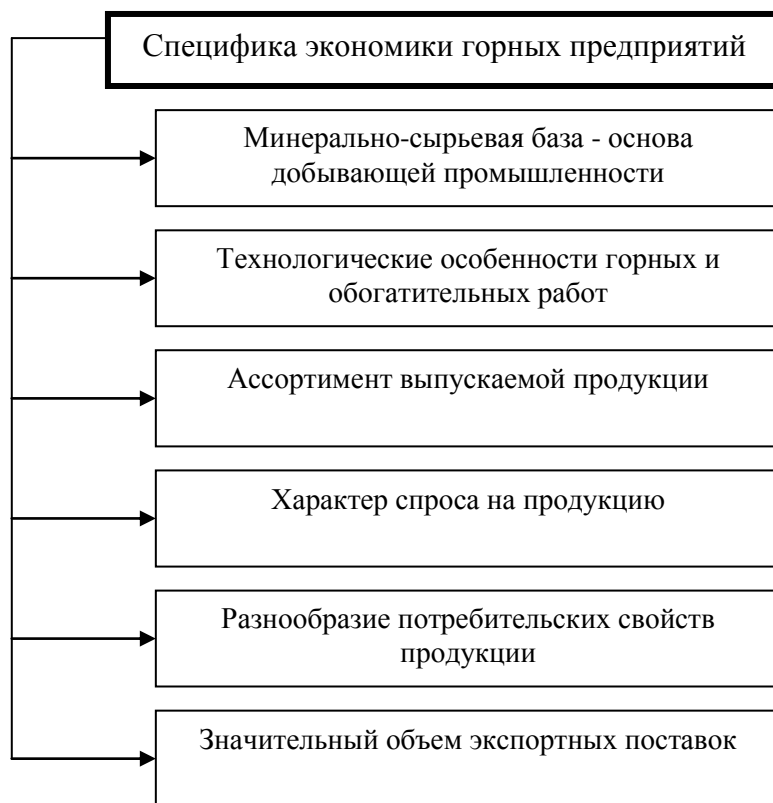 Специфика экономики горных предприятий
Минерально-сырьевая база - основа
добывающей промышленности
Технологические особенности горных и
обогатительных работ
Ассортимент выпускаемой продукции
Характер спроса на продукцию
Разнообразие потребительских свойств
продукции
Значительный объем экспортных поставок